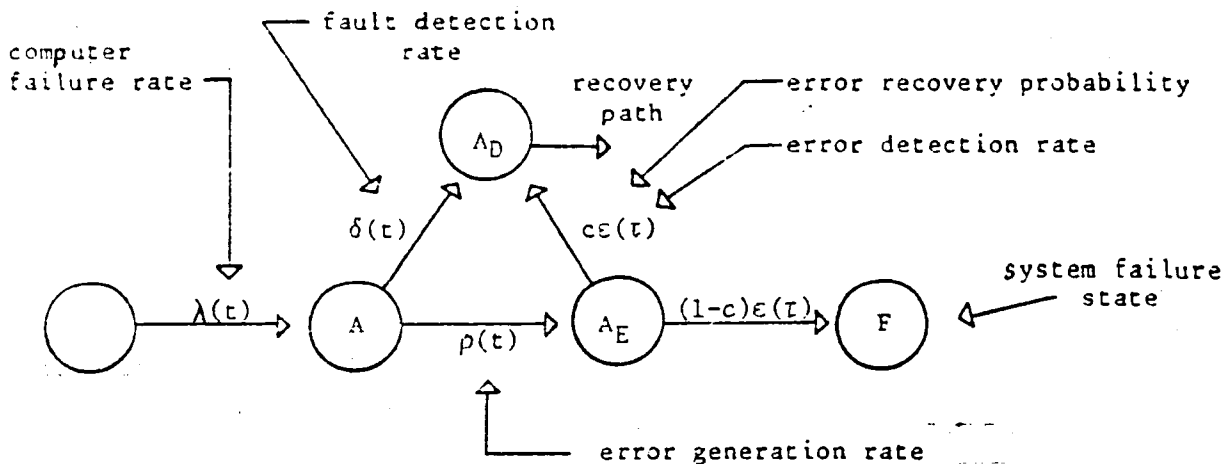 fault detection
rate
computer
failure rate
recovery
path
error recovery probability
error detection rate
A_D
δ(t)
cε(τ)
system failure
state
λ(t)
A
ρ(t)
A_E
(1-c)ε(τ)
F
error generation rate